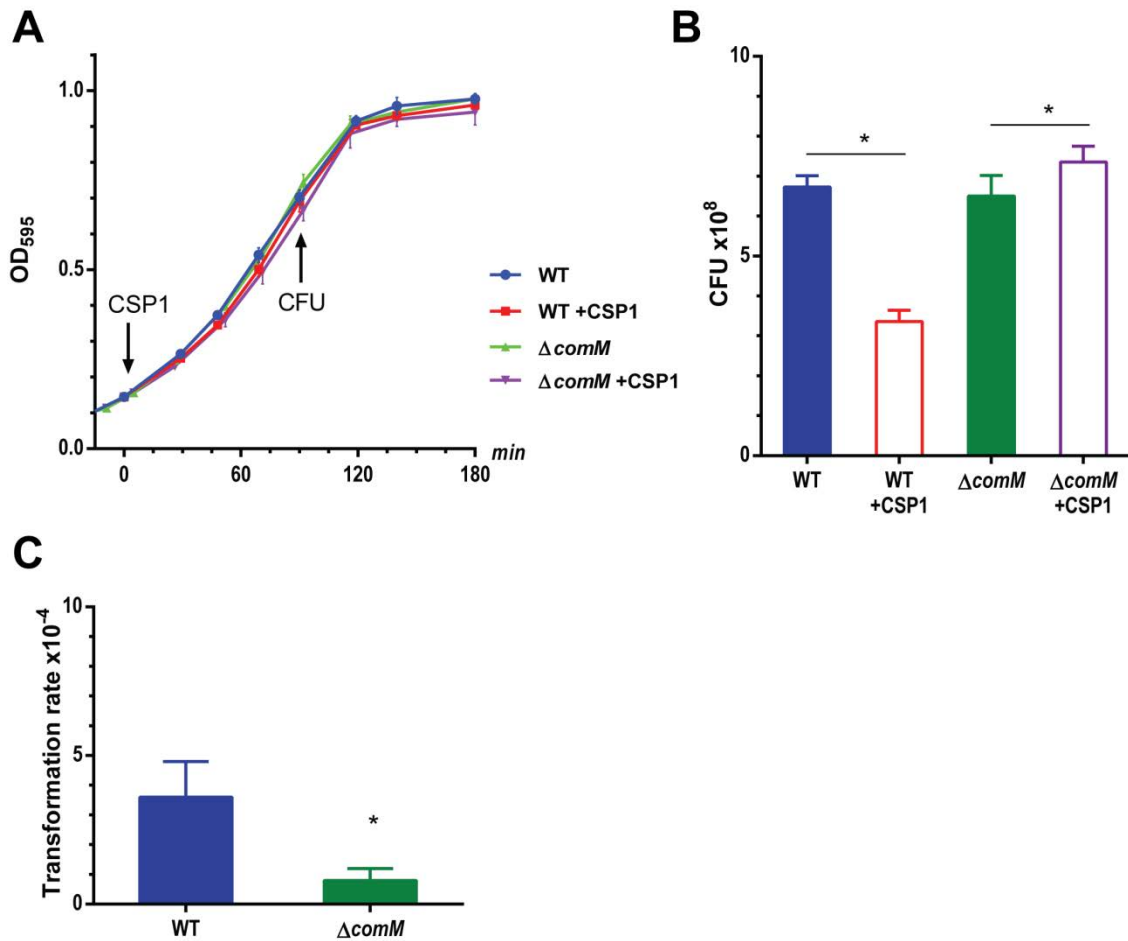 A
1.0
0.5
0.0
OD595
CSP1
CFU
0
60
120
180
min
WT
WT +CSP1
ΔcomM
ΔcomM +CSP1
B
10
5
0
CFU x10⁸
*
*
WT
WT
+CSP1
ΔcomM
ΔcomM
+CSP1
C
10
5
0
Transformation rate x10⁻⁴
*
WT
ΔcomM